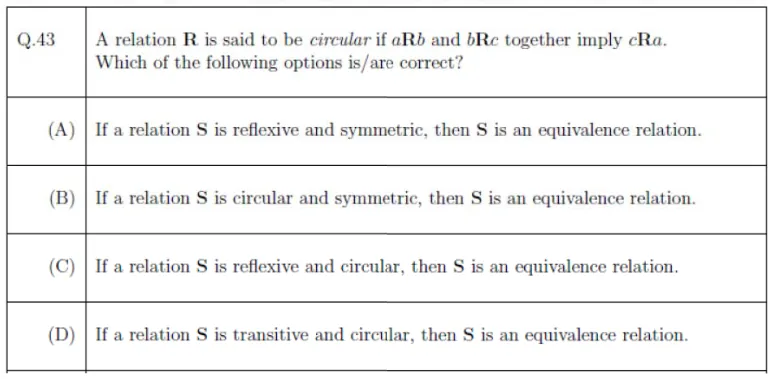 Q.43 A relation R is said to be circular if aRb and bRc together imply cRa.
Which of the following options is/are correct?
(A) If a relation S is reflexive and symmetric, then S is an equivalence relation.
(B) If a relation S is circular and symmetric, then S is an equivalence relation.
(C) If a relation S is reflexive and circular, then S is an equivalence relation.
(D) If a relation S is transitive and circular, then S is an equivalence relation.